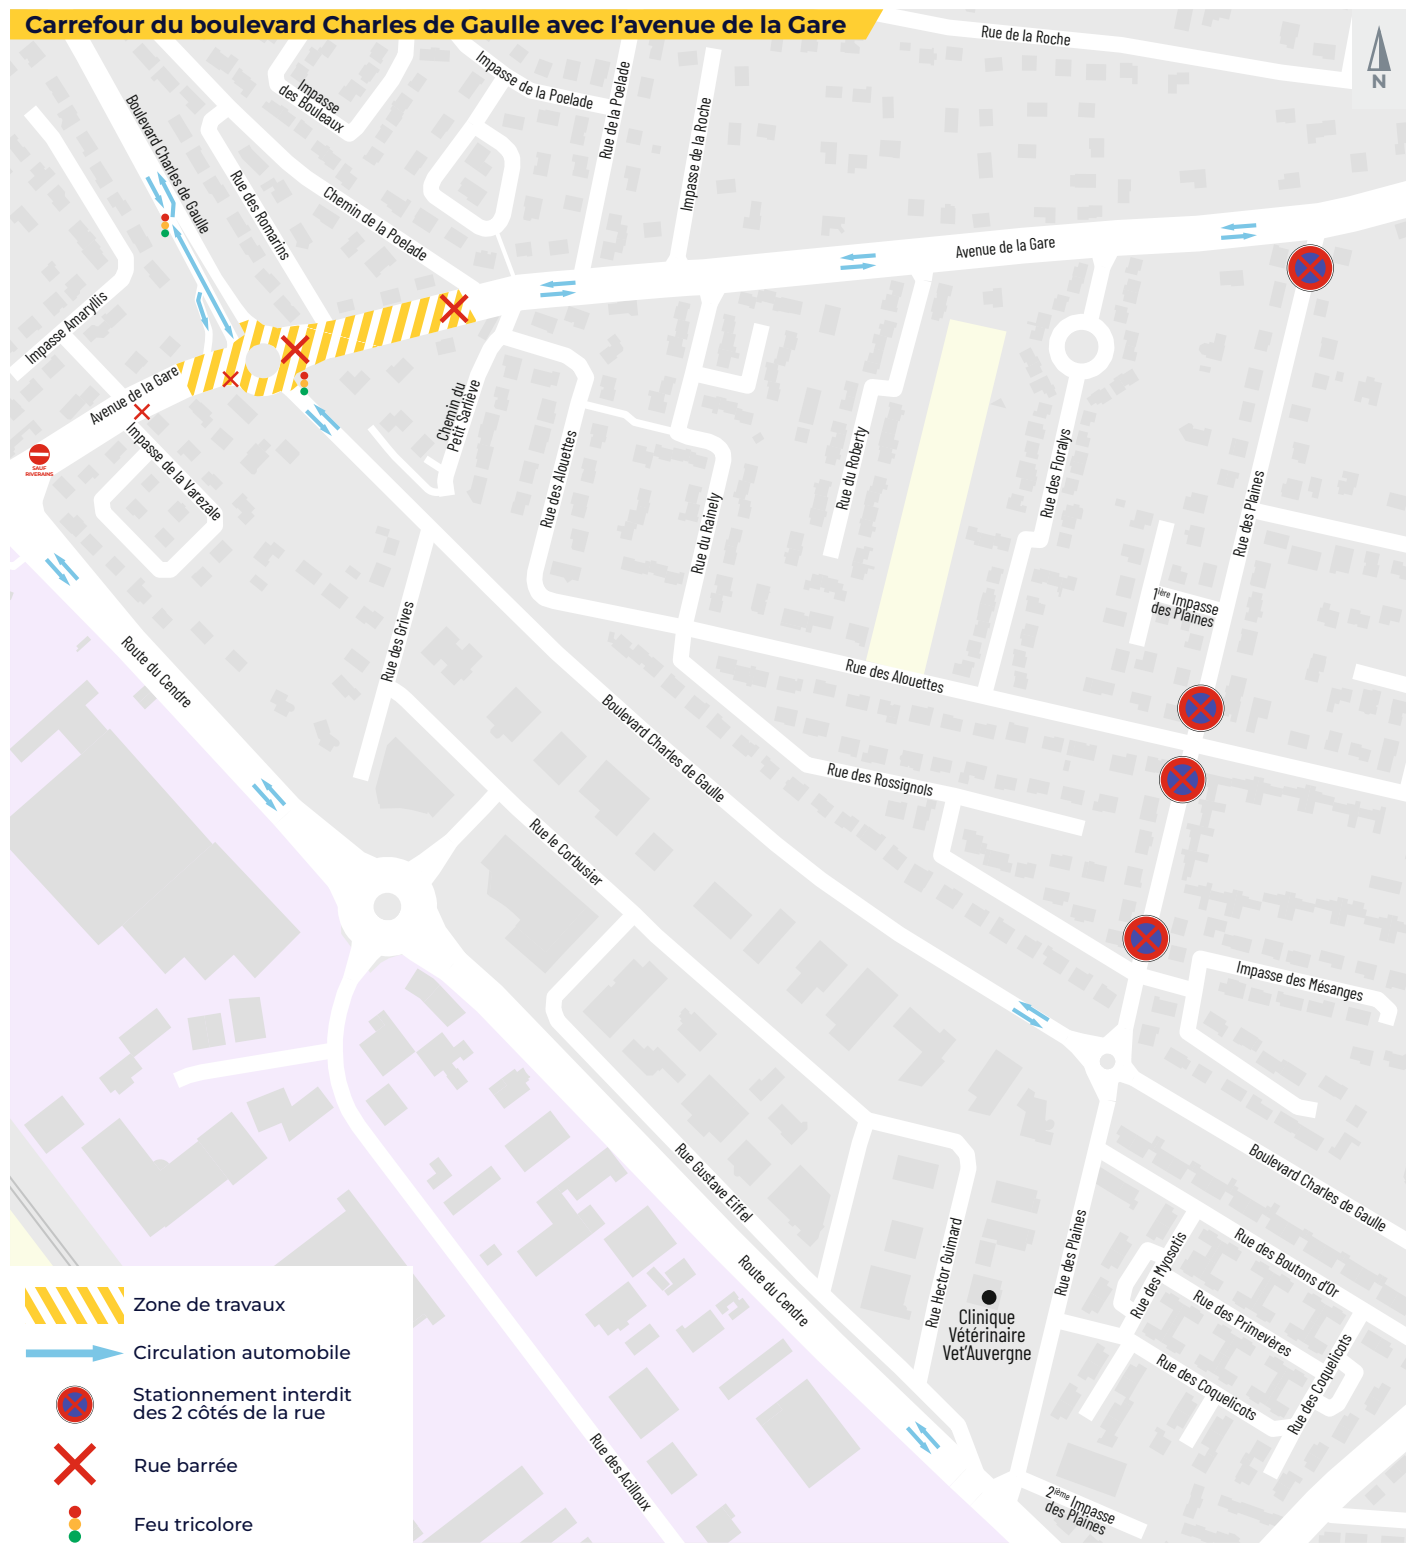 Carrefour du boulevard Charles de Gaulle avec l’avenue de la Gare
Rue de la Roche
N
Impasse de la Poelade
Rue de la Poelade
Impasse
des Bouleaux
Impasse de la Roche
Boulevard Charles de Gaulle
Rue des Romarins
Chemin de la Poelade
Avenue de la Gare
Impasse Amaryllis
Avenue de la Gare
Chemin du
Petit Sarliève
Impasse de la Varezale
SAUF
RIVERAINS
Rue des Alouettes
Rue du Rainely
Rue du Roberty
Rue des Floralys
Rue des Plaines
1ière Impasse
des Plaines
Route du Cendre
Rue des Grives
Rue des Alouettes
Boulevard Charles de Gaulle
Rue des Rossignols
Rue le Corbusier
Impasse des Mésanges
Rue Gustave Eiffel
Boulevard Charles de Gaulle
Route du Cendre
Rue Hector Guimard
Rue des Plaines
Rue des Myosotis
Rue des Boutons d’Or
Rue des Primevères
Rue des Coquelicots
Rue des Coquelicots
Clinique
Vétérinaire
Vet’Auvergne
Rue des Acilloux
2ième Impasse
des Plaines
Zone de travaux
Circulation automobile
Stationnement interdit
des 2 côtés de la rue
Rue barrée
Feu tricolore